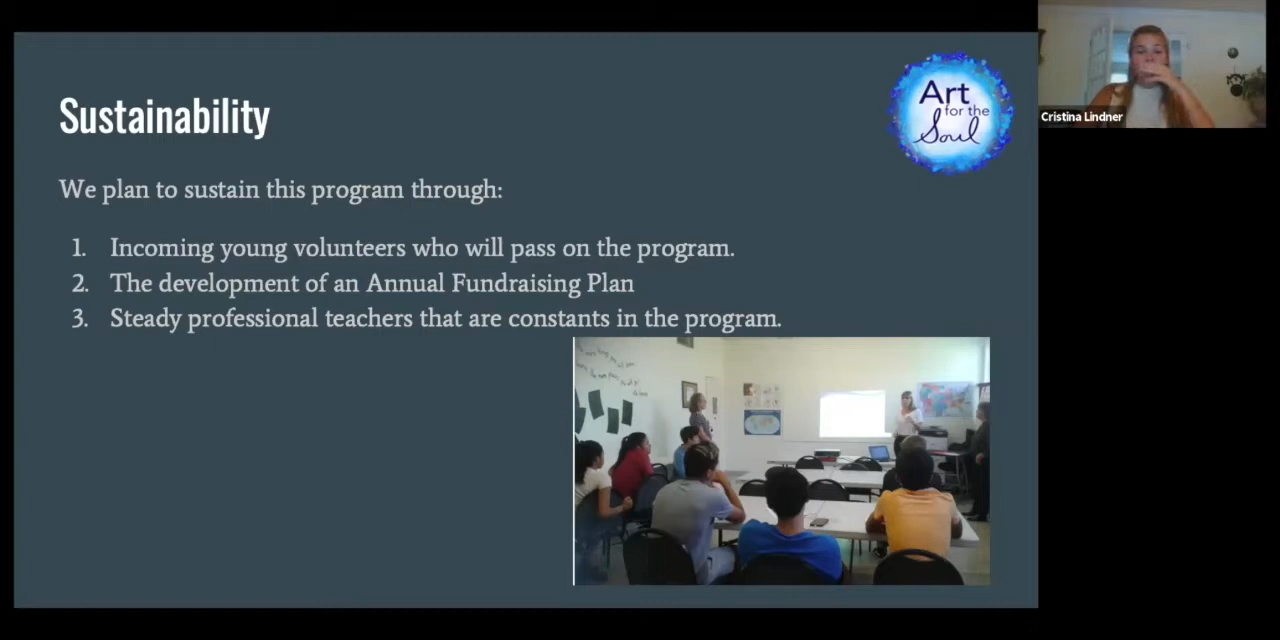 Sustainability
Art
for the
Soul
Cristina Lindner
We plan to sustain this program through:
1. Incoming young volunteers who will pass on the program.
2. The development of an Annual Fundraising Plan
3. Steady professional teachers that are constants in the program.